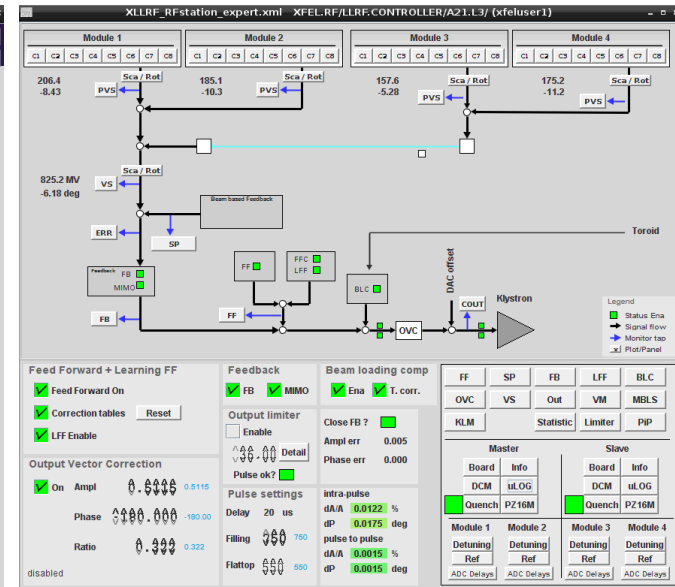 XLLRF_RFstation_expert.xml XFEL.RF/LLRF.CONTROLLER/A21.L3/ (xfeluser1)
Module 1 Module 2 Module 3 Module 4
C1 C2 C3 C4 C5 C6 C7 C8 C1 C2 C3 C4 C5 C6 C7 C8 C1 C2 C3 C4 C5 C6 C7 C8 C1 C2 C3 C4 C5 C6 C7 C8
206.4 Sca / Rot 185.1 Sca / Rot 157.6 Sca / Rot 175.2 Sca / Rot
-8.43 PVS -10.3 PVS -5.28 PVS -11.2 PVS
Sca / Rot
825.2 MV VS
-6.18 deg
Beam based Feedback
ERR
SP
Toroid
Feedback FB
MIMO
FF
FFC
LFF
BLC
DAC offset
COUT
Klystron
FB
FF
OVC
Legend
Status Ena
Signal flow
Monitor tap
Plot/Panel
Feed Forward + Learning FF
Feed Forward On
Correction tables Reset
LFF Enable
Output Vector Correction
On Ampl 0.5115 0.5115
Phase -180.000 -180.00
Ratio 0.322 0.322
disabled
Feedback
FB MIMO
Output limiter
Enable
36.00 Detail
Pulse ok?
Pulse settings
Delay 20 us
Filling 750 750
Flattop 550
Beam loading comp
Ena T. corr.
Close FB ?
Ampl err 0.005
Phase err 0.000
intra-pulse
dA/A 0.0122 %
dP 0.0175 deg
pulse to pulse
dA/A 0.0015 %
dP 0.0015 deg
FF SP FB LFF BLC
OVC VS Out VM MBLS
KLM Statistic Limiter PiP
Master Slave
Board Info Board Info
DCM uLOG DCM uLOG
Quench PZ16M Quench PZ16M
Module 1 Module 2 Module 3 Module 4
Detuning Detuning Detuning Detuning
Ref Ref Ref Ref
ADC Delays ADC Delays ADC Delays ADC Delays